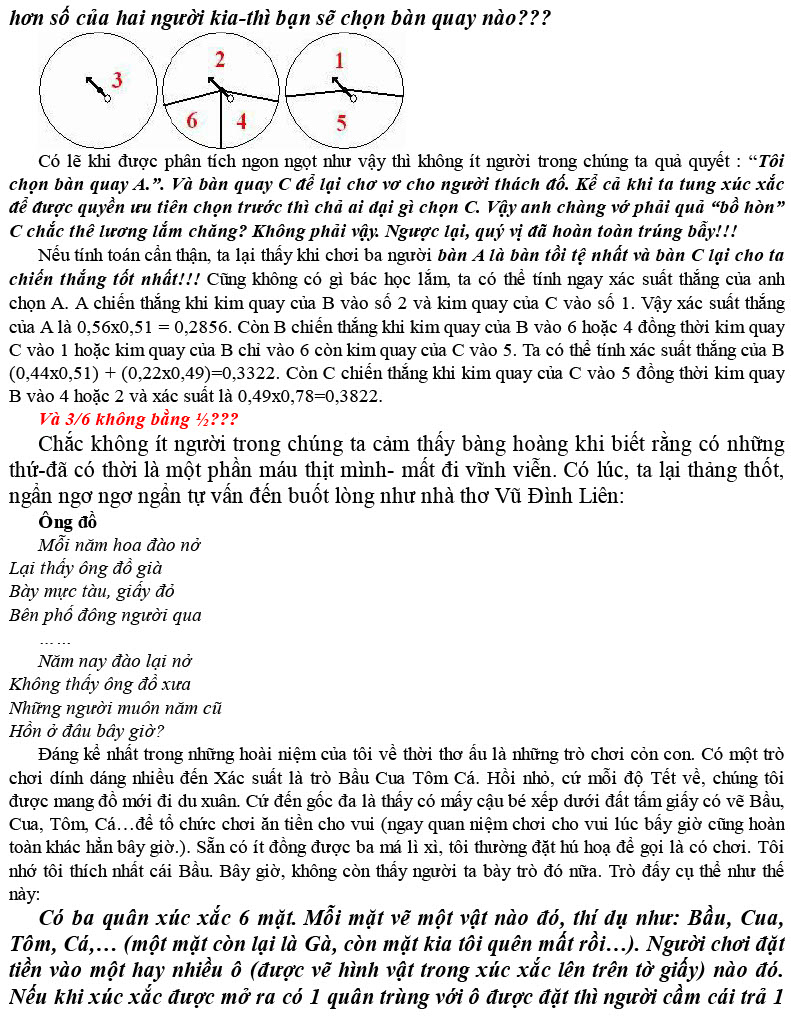 hơn số của hai người kia-thì bạn sẽ chọn bàn quay nào???
3
2
6
4
1
5
Có lẽ khi được phân tích ngon ngọt như vậy thì không ít người trong chúng ta quả quyết : “Tôi
chọn bàn quay A.”. Và bàn quay C để lại chơ vơ cho người thách đố. Kể cả khi ta tung xúc xắc
để được quyền ưu tiên chọn trước thì chả ai dại gì chọn C. Vậy anh chàng vớ phải quả “bồ hòn”
C chắc thê lương lắm chăng? Không phải vậy. Ngược lại, quý vị đã hoàn toàn trúng bẫy!!!
Nếu tính toán cẩn thận, ta lại thấy khi chơi ba người bàn A là bàn tồi tệ nhất và bàn C lại cho ta
chiến thắng tốt nhất!!! Cũng không có gì bác học lắm, ta có thể tính ngay xác suất thắng của anh
chọn A. A chiến thắng khi kim quay của B vào số 2 và kim quay của C vào số 1. Vậy xác suất thắng
của A là 0,56x0,51 = 0,2856. Còn B chiến thắng khi kim quay của B vào 6 hoặc 4 đồng thời kim quay
C vào 1 hoặc kim quay của B chỉ vào 6 còn kim quay của C vào 5. Ta có thể tính xác suất thắng của B
(0,44x0,51) + (0,22x0,49)=0,3322. Còn C chiến thắng khi kim quay của C vào 5 đồng thời kim quay
B vào 4 hoặc 2 và xác suất là 0,49x0,78=0,3822.
Và 3/6 không bằng ½???
Chắc không ít người trong chúng ta cảm thấy bàng hoàng khi biết rằng có những
thứ-đã có thời là một phần máu thịt mình- mất đi vĩnh viễn. Có lúc, ta lại thảng thốt,
ngẩn ngơ ngơ ngẩn tự vấn đến buốt lòng như nhà thơ Vũ Đình Liên:
Ông đồ
Mỗi năm hoa đào nở
Lại thấy ông đồ già
Bày mực tàu, giấy đỏ
Bên phố đông người qua
……
Năm nay đào lại nở
Không thấy ông đồ xưa
Những người muôn năm cũ
Hồn ở đâu bây giờ?
Đáng kể nhất trong những hoài niệm của tôi về thời thơ ấu là những trò chơi cỏn con. Có một trò
chơi dính dáng nhiều đến Xác suất là trò Bầu Cua Tôm Cá. Hồi nhỏ, cứ mỗi độ Tết về, chúng tôi
được mang đồ mới đi du xuân. Cứ đến gốc đa là thấy có mấy cậu bé xếp dưới đất tấm giấy có vẽ Bầu,
Cua, Tôm, Cá…để tổ chức chơi ăn tiền cho vui (ngay quan niệm chơi cho vui lúc bấy giờ cũng hoàn
toàn khác hẳn bây giờ.). Sẵn có ít đồng được ba má lì xì, tôi thường đặt hú hoạ để gọi là có chơi. Tôi
nhớ tôi thích nhất cái Bầu. Bây giờ, không còn thấy người ta bày trò đó nữa. Trò đấy cụ thể như thế
này:
Có ba quân xúc xắc 6 mặt. Mỗi mặt vẽ một vật nào đó, thí dụ như: Bầu, Cua,
Tôm, Cá,… (một mặt còn lại là Gà, còn mặt kia tôi quên mất rồi…). Người chơi đặt
tiền vào một hay nhiều ô (được vẽ hình vật trong xúc xắc lên trên tờ giấy) nào đó.
Nếu khi xúc xắc được mở ra có 1 quân trùng với ô được đặt thì người cầm cái trả 1